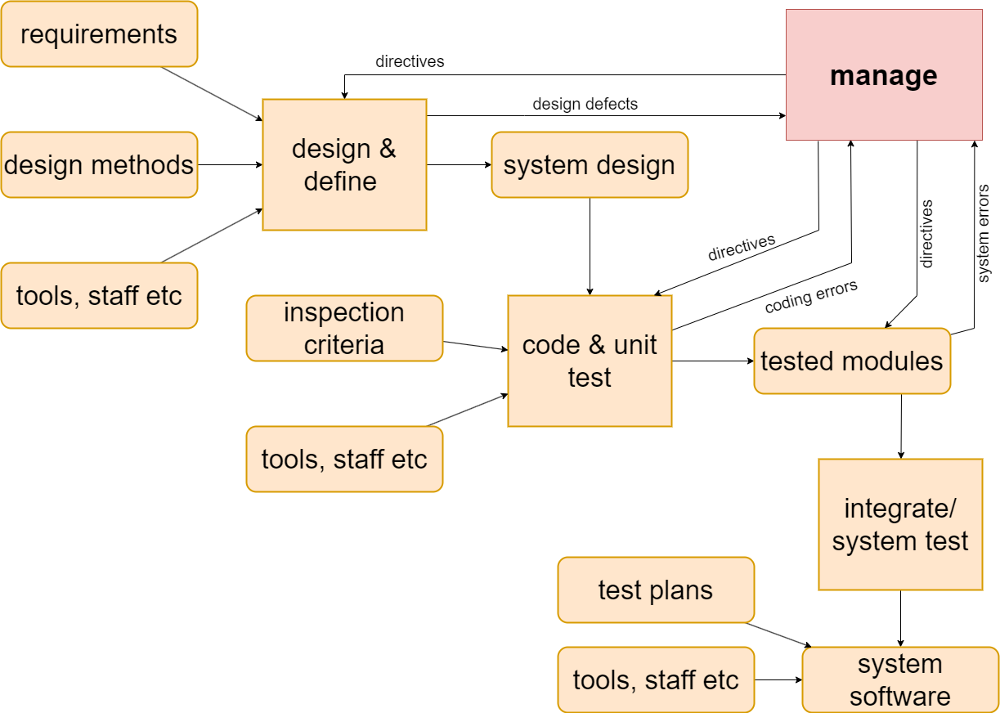 requirements
manage
directives
design defects
design &
define
design methods
system design
tools, staff etc
directives
directives
system errors
coding errors
inspection
criteria
code & unit
test
tested modules
tools, staff etc
integrate/
system test
test plans
tools, staff etc
system
software